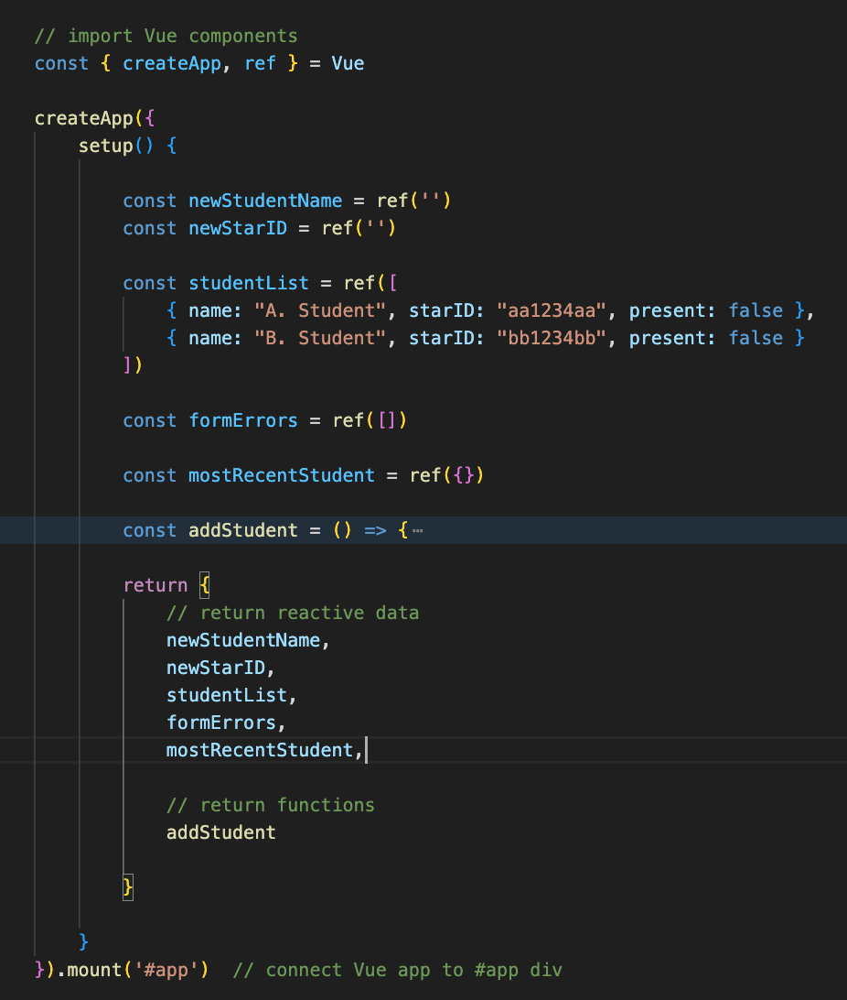 // import Vue components
const { createApp, ref } = Vue
createApp({
setup() {
const newStudentName = ref('')
const newStarID = ref('')
const studentList = ref([
{ name: "A. Student", starID: "aa1234aa", present: false },
{ name: "B. Student", starID: "bb1234bb", present: false }
])
const formErrors = ref([])
const mostRecentStudent = ref({})
const addStudent = () => {⋯
return {
// return reactive data
newStudentName,
newStarID,
studentList,
formErrors,
mostRecentStudent,
// return functions
addStudent
}
}
}).mount('#app')  // connect Vue app to #app div